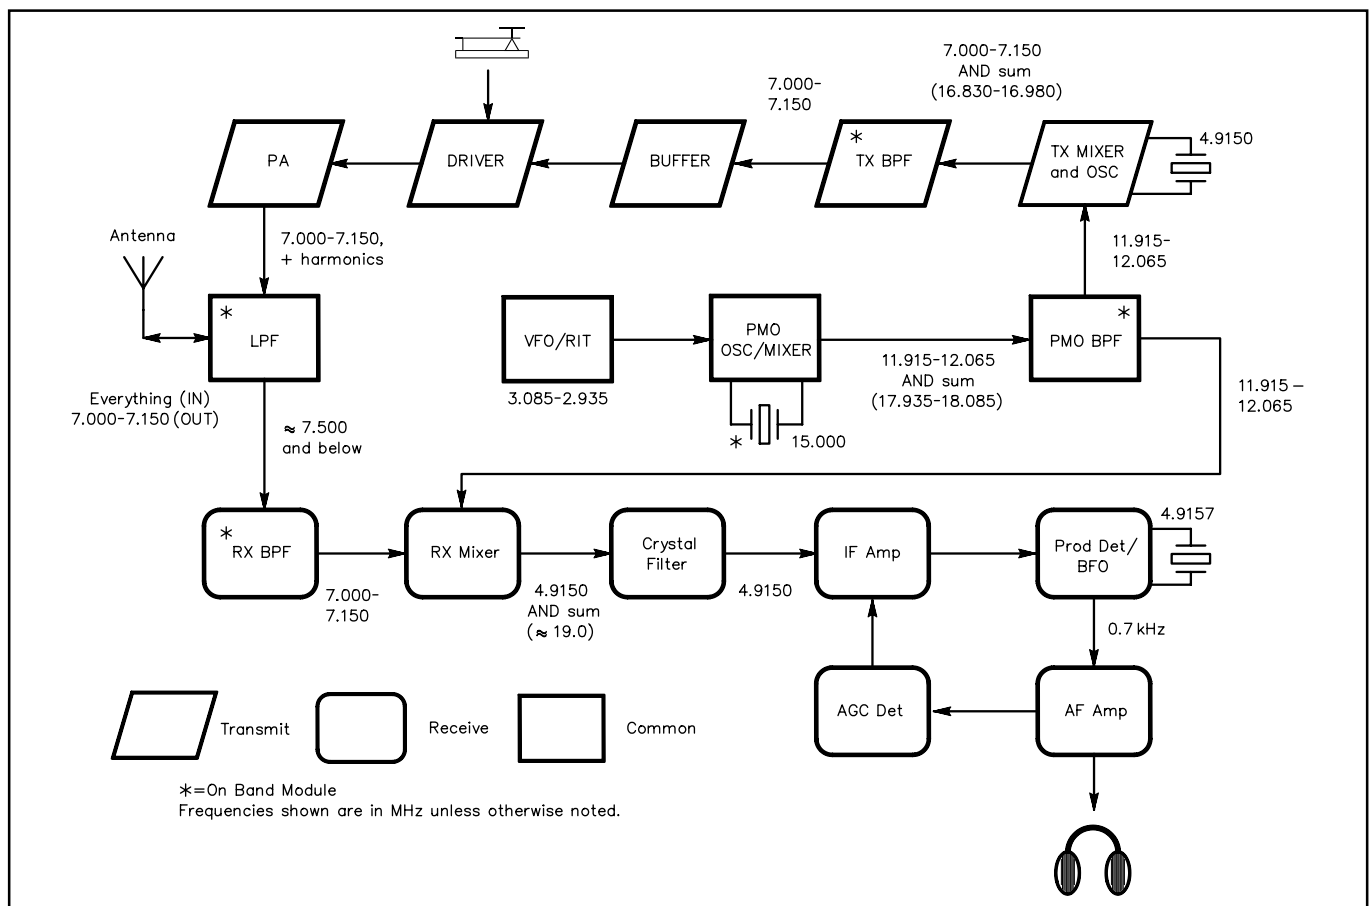 7.000-7.150
AND sum
(16.830-16.980)
7.000-
7.150
PA
DRIVER
BUFFER
*
TX BPF
TX MIXER
and OSC
4.9150
Antenna
7.000-7.150,
+ harmonics
11.915-
12.065
*
LPF
VFO/RIT
PMO
OSC/MIXER
*
PMO BPF
11.915-12.065
AND sum
(17.935-18.085)
3.085-2.935
* 15.000
11.915-
12.065
Everything (IN)
7.000-7.150 (OUT)
≈ 7.500
and below
*
RX BPF
RX Mixer
Crystal
Filter
IF Amp
Prod Det/
BFO
4.9157
7.000-
7.150
4.9150
AND sum
(≈ 19.0)
4.9150
0.7 kHz
AGC Det
AF Amp
Transmit
Receive
Common
*=On Band Module
Frequencies shown are in MHz unless otherwise noted.